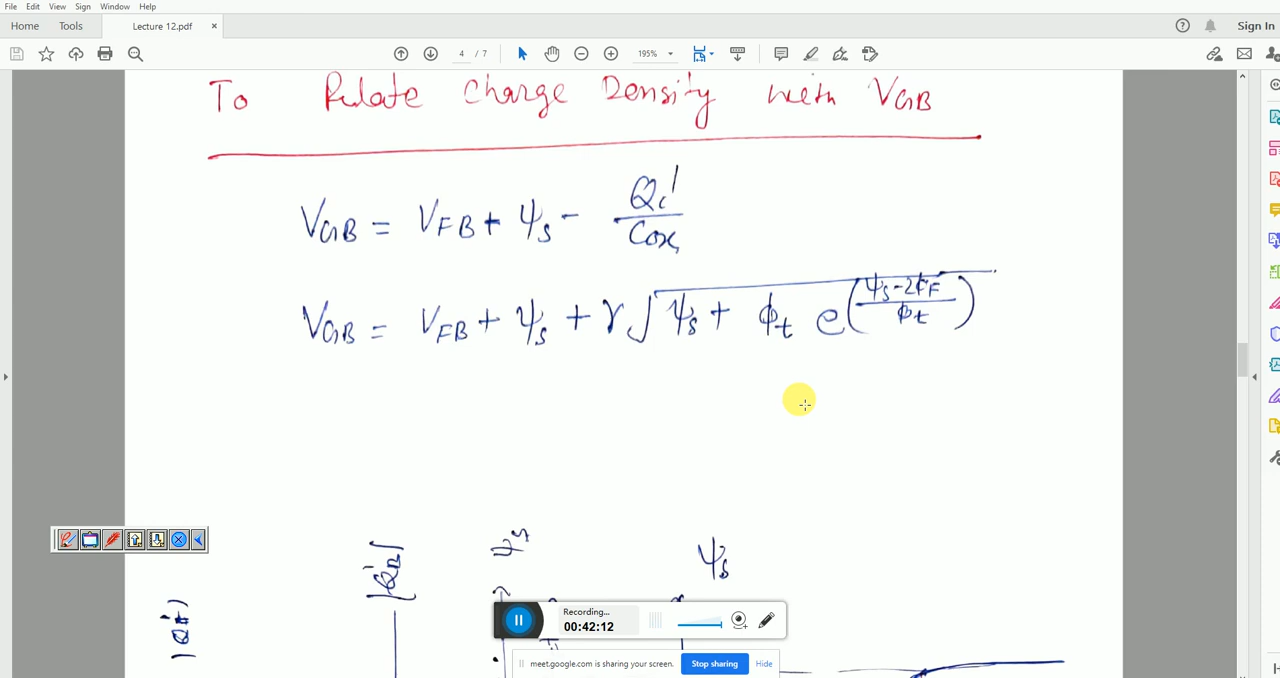 File Edit View Sign Window Help
Home Tools Lecture 12.pdf × Sign In
4 / 7 195%
To Relate Charge Density with VGB
VGB = VFB + ψs - Qc' / Cox
VGB = VFB + ψs + γ √ ψs + ϕt e^( (ψs - 2ϕF) / ϕt )
|QB'|
ψs
|QI'|
Recording...
00:42:12
meet.google.com is sharing your screen. Stop sharing Hide